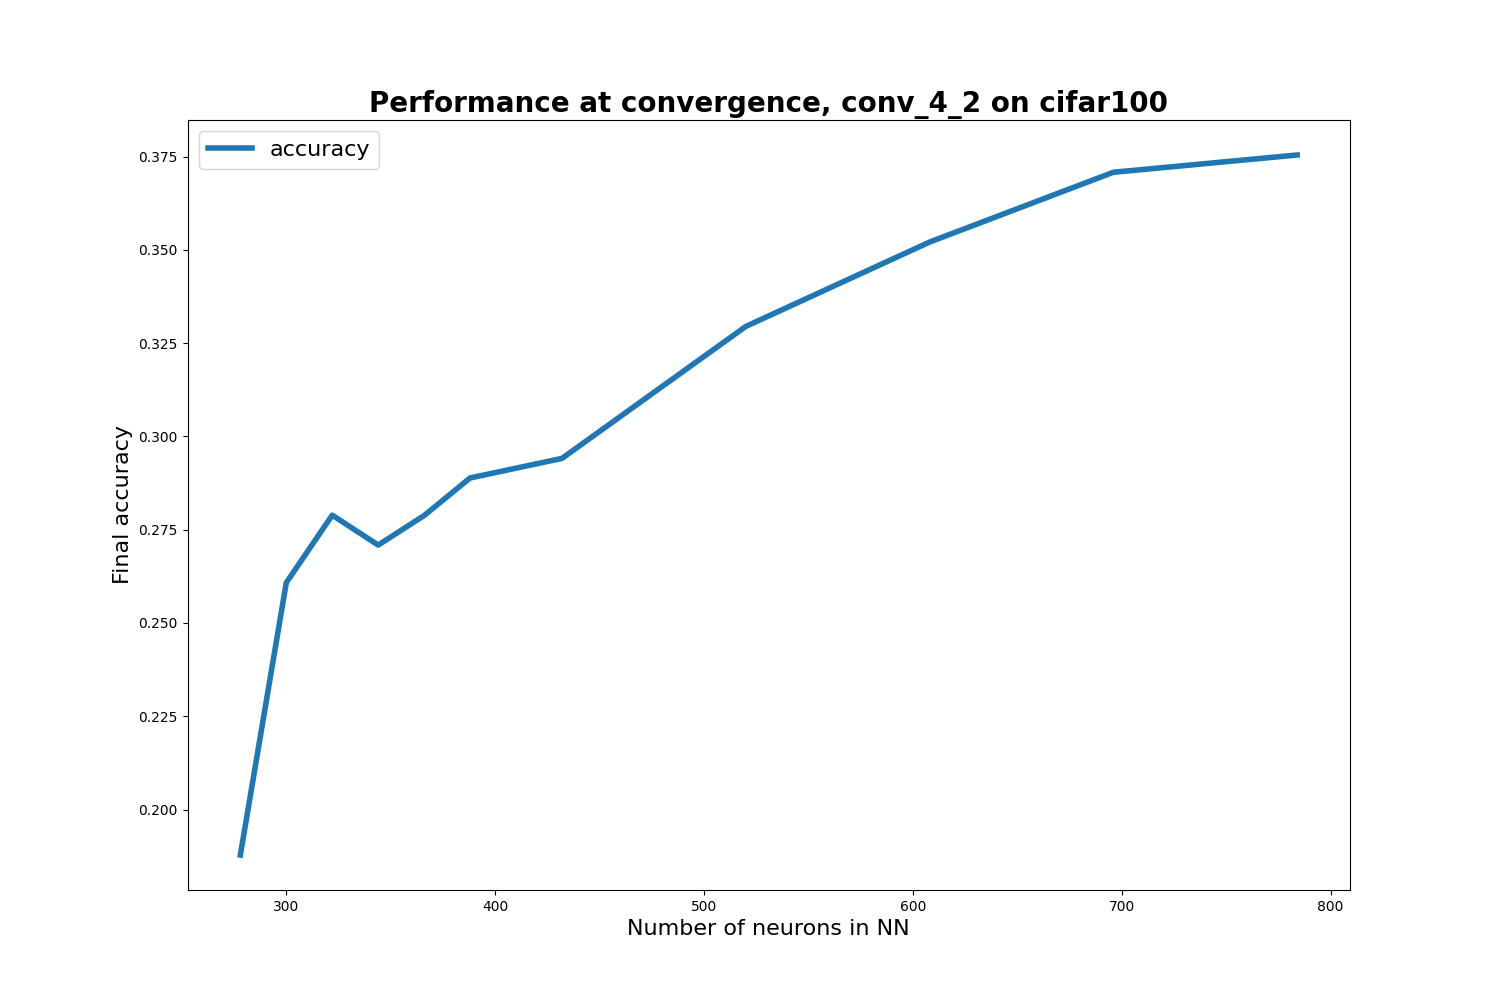 Performance at convergence, conv_4_2 on cifar100
accuracy
0.375
0.350
0.325
0.300
0.275
0.250
0.225
0.200
Final accuracy
300 400 500 600 700 800
Number of neurons in NN